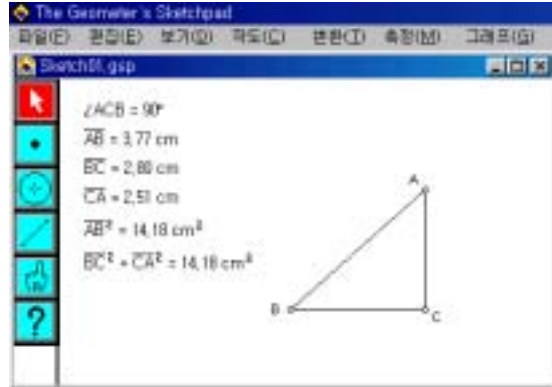 The Geometer's Sketchpad
파일(F) 편집(E) 보기(D) 작도(C) 변환(T) 측정(M) 그래프(G)
Sketch01.gsp
∠ACB = 90°
AB = 3,77 cm
BC = 2,80 cm
CA = 2,51 cm
AB² = 14,18 cm²
BC² + CA² = 14,18 cm²
A
B
C